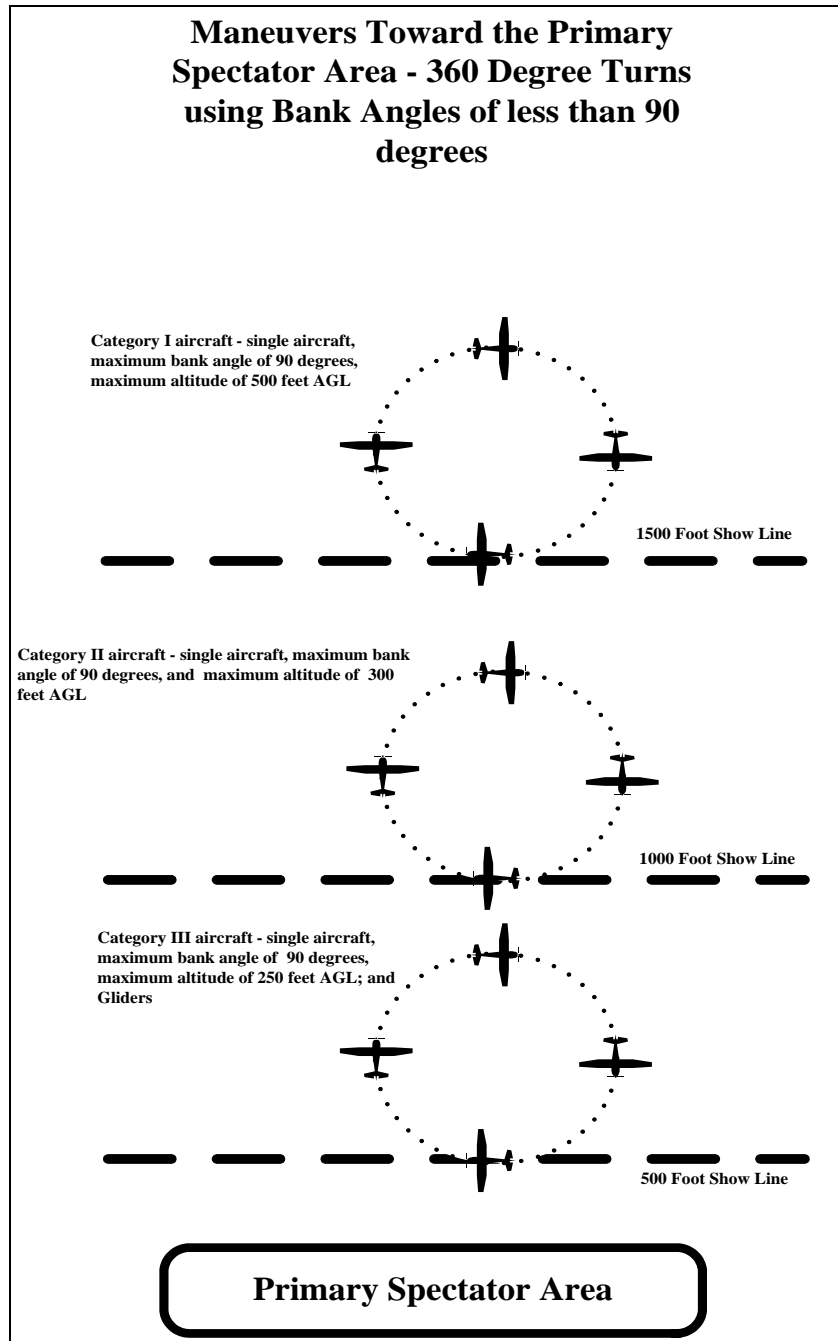 Maneuvers Toward the Primary
Spectator Area - 360 Degree Turns
using Bank Angles of less than 90
degrees
Category I aircraft - single aircraft,
maximum bank angle of 90 degrees,
maximum altitude of 500 feet AGL
1500 Foot Show Line
Category II aircraft - single aircraft, maximum bank
angle of 90 degrees, and  maximum altitude of  300
feet AGL
1000 Foot Show Line
Category III aircraft - single aircraft,
maximum bank angle of  90 degrees,
maximum altitude of 250 feet AGL; and
Gliders
500 Foot Show Line
Primary Spectator Area